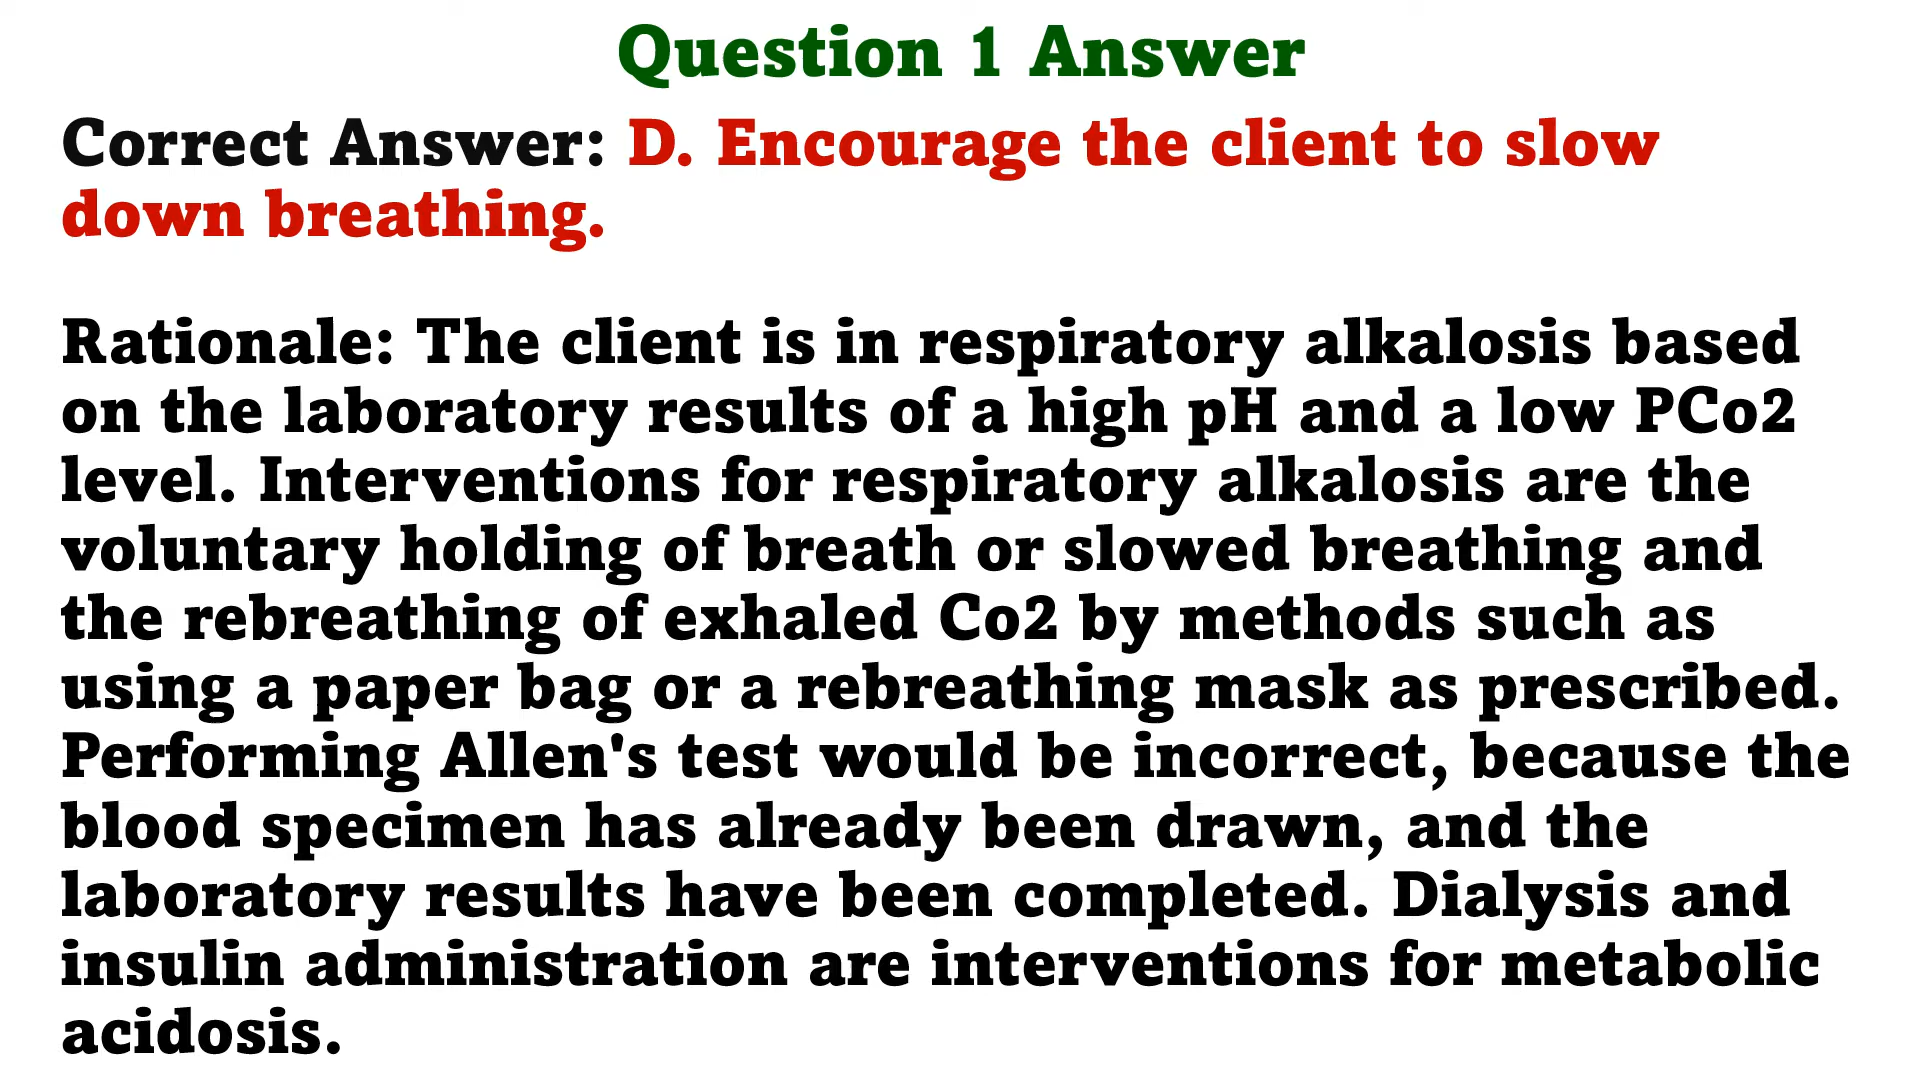 Question 1 Answer
Correct Answer: D. Encourage the client to slow
down breathing.
Rationale: The client is in respiratory alkalosis based
on the laboratory results of a high pH and a low PCo2
level. Interventions for respiratory alkalosis are the
voluntary holding of breath or slowed breathing and
the rebreathing of exhaled Co2 by methods such as
using a paper bag or a rebreathing mask as prescribed.
Performing Allen's test would be incorrect, because the
blood specimen has already been drawn, and the
laboratory results have been completed. Dialysis and
insulin administration are interventions for metabolic
acidosis.